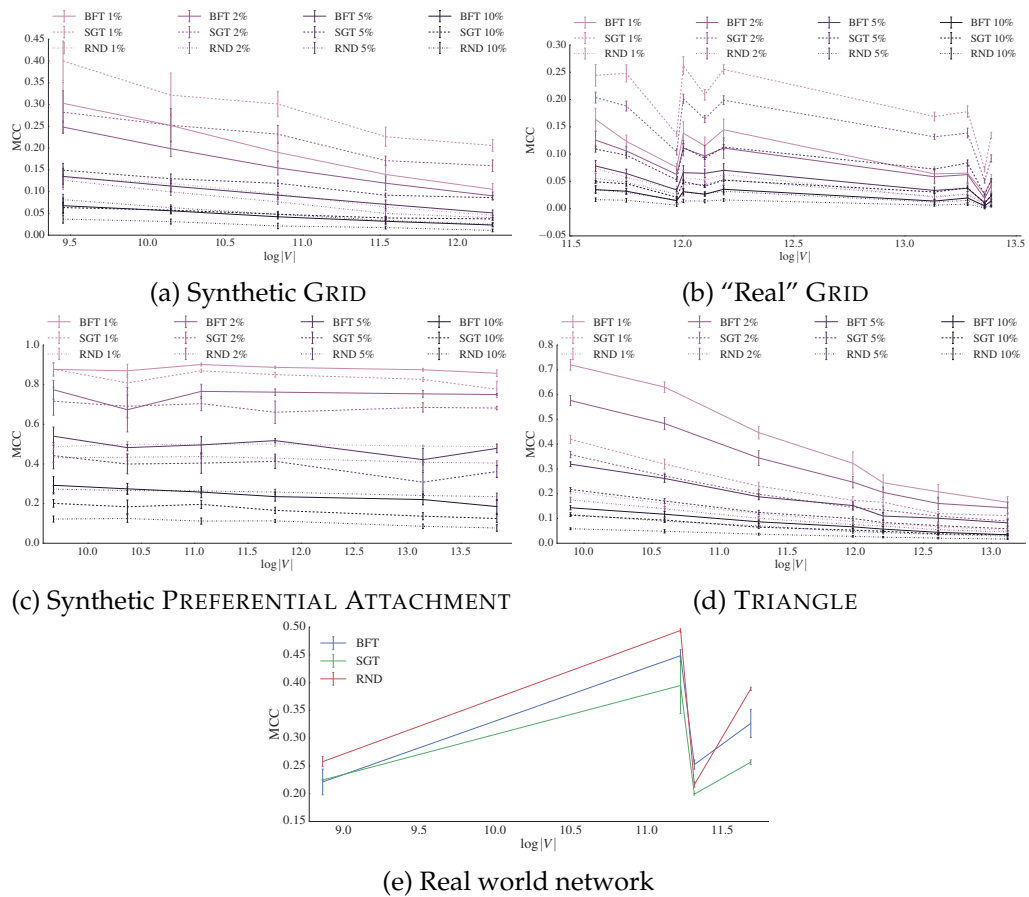 BFT 1% BFT 2% BFT 5% BFT 10%
SGT 1% SGT 2% SGT 5% SGT 10%
RND 1% RND 2% RND 5% RND 10%
0.45
0.40
0.35
0.30
0.25
0.20
0.15
0.10
0.05
0.00
MCC
9.5 10.0 10.5 11.0 11.5 12.0
log|V|
(a) Synthetic GRID
BFT 1% BFT 2% BFT 5% BFT 10%
SGT 1% SGT 2% SGT 5% SGT 10%
RND 1% RND 2% RND 5% RND 10%
0.30
0.25
0.20
0.15
0.10
0.05
0.00
−0.05
MCC
11.5 12.0 12.5 13.0 13.5
log|V|
(b) “Real” GRID
BFT 1% BFT 2% BFT 5% BFT 10%
SGT 1% SGT 2% SGT 5% SGT 10%
RND 1% RND 2% RND 5% RND 10%
1.0
0.8
0.6
0.4
0.2
0.0
MCC
10.0 10.5 11.0 11.5 12.0 12.5 13.0 13.5
log|V|
(c) Synthetic PREFERENTIAL ATTACHMENT
BFT 1% BFT 2% BFT 5% BFT 10%
SGT 1% SGT 2% SGT 5% SGT 10%
RND 1% RND 2% RND 5% RND 10%
0.8
0.7
0.6
0.5
0.4
0.3
0.2
0.1
0.0
MCC
10.0 10.5 11.0 11.5 12.0 12.5 13.0
log|V|
(d) TRIANGLE
BFT
SGT
RND
0.50
0.45
0.40
0.35
0.30
0.25
0.20
0.15
MCC
9.0 9.5 10.0 10.5 11.0 11.5
log|V|
(e) Real world network